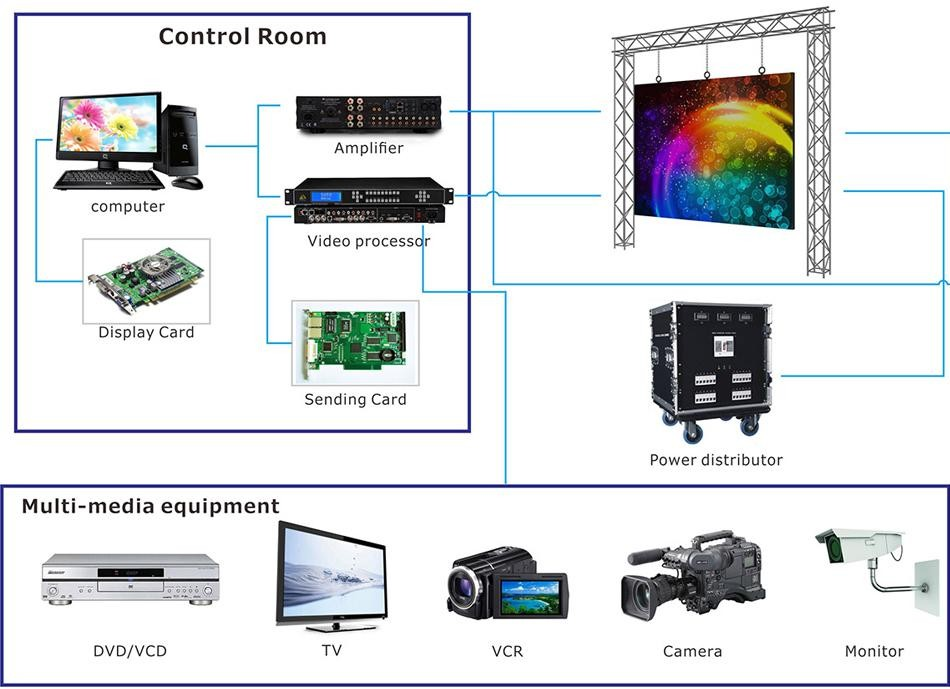 Control Room
computer
Amplifier
Video processor
Display Card
Sending Card
Power distributor
Multi-media equipment
DVD/VCD
TV
VCR
Camera
Monitor